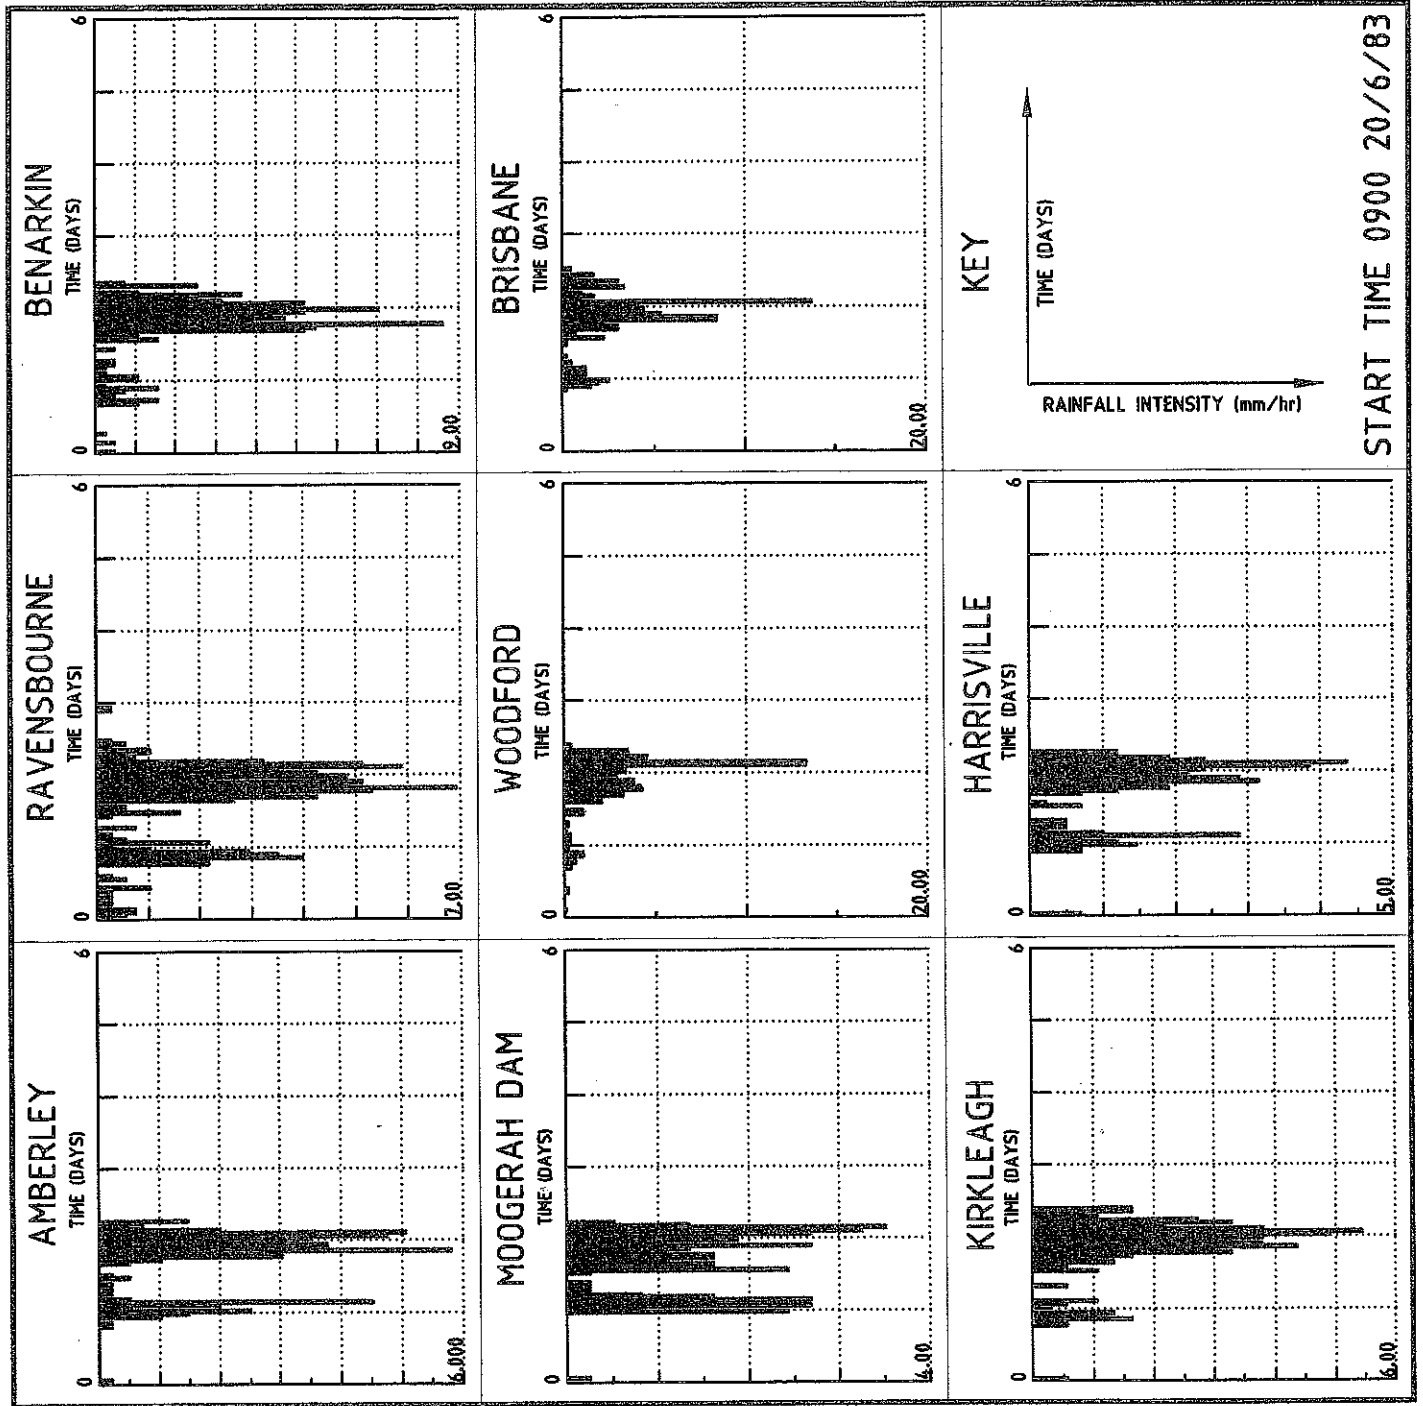 AMBERLEY
TIME (DAYS)
0
6
6.000
RAVENSBOURNE
TIME (DAYS)
0
6
7.00
BENARKIN
TIME (DAYS)
0
6
9.00
MOOGERAH DAM
TIME (DAYS)
0
6
4.00
WOODFORD
TIME (DAYS)
0
6
20.00
BRISBANE
TIME (DAYS)
0
6
20.00
KIRKLEAGH
TIME (DAYS)
0
6
6.00
HARRISVILLE
TIME (DAYS)
0
6
5.00
KEY
TIME (DAYS)
RAINFALL INTENSITY (mm/hr)
START TIME 0900 20/6/83